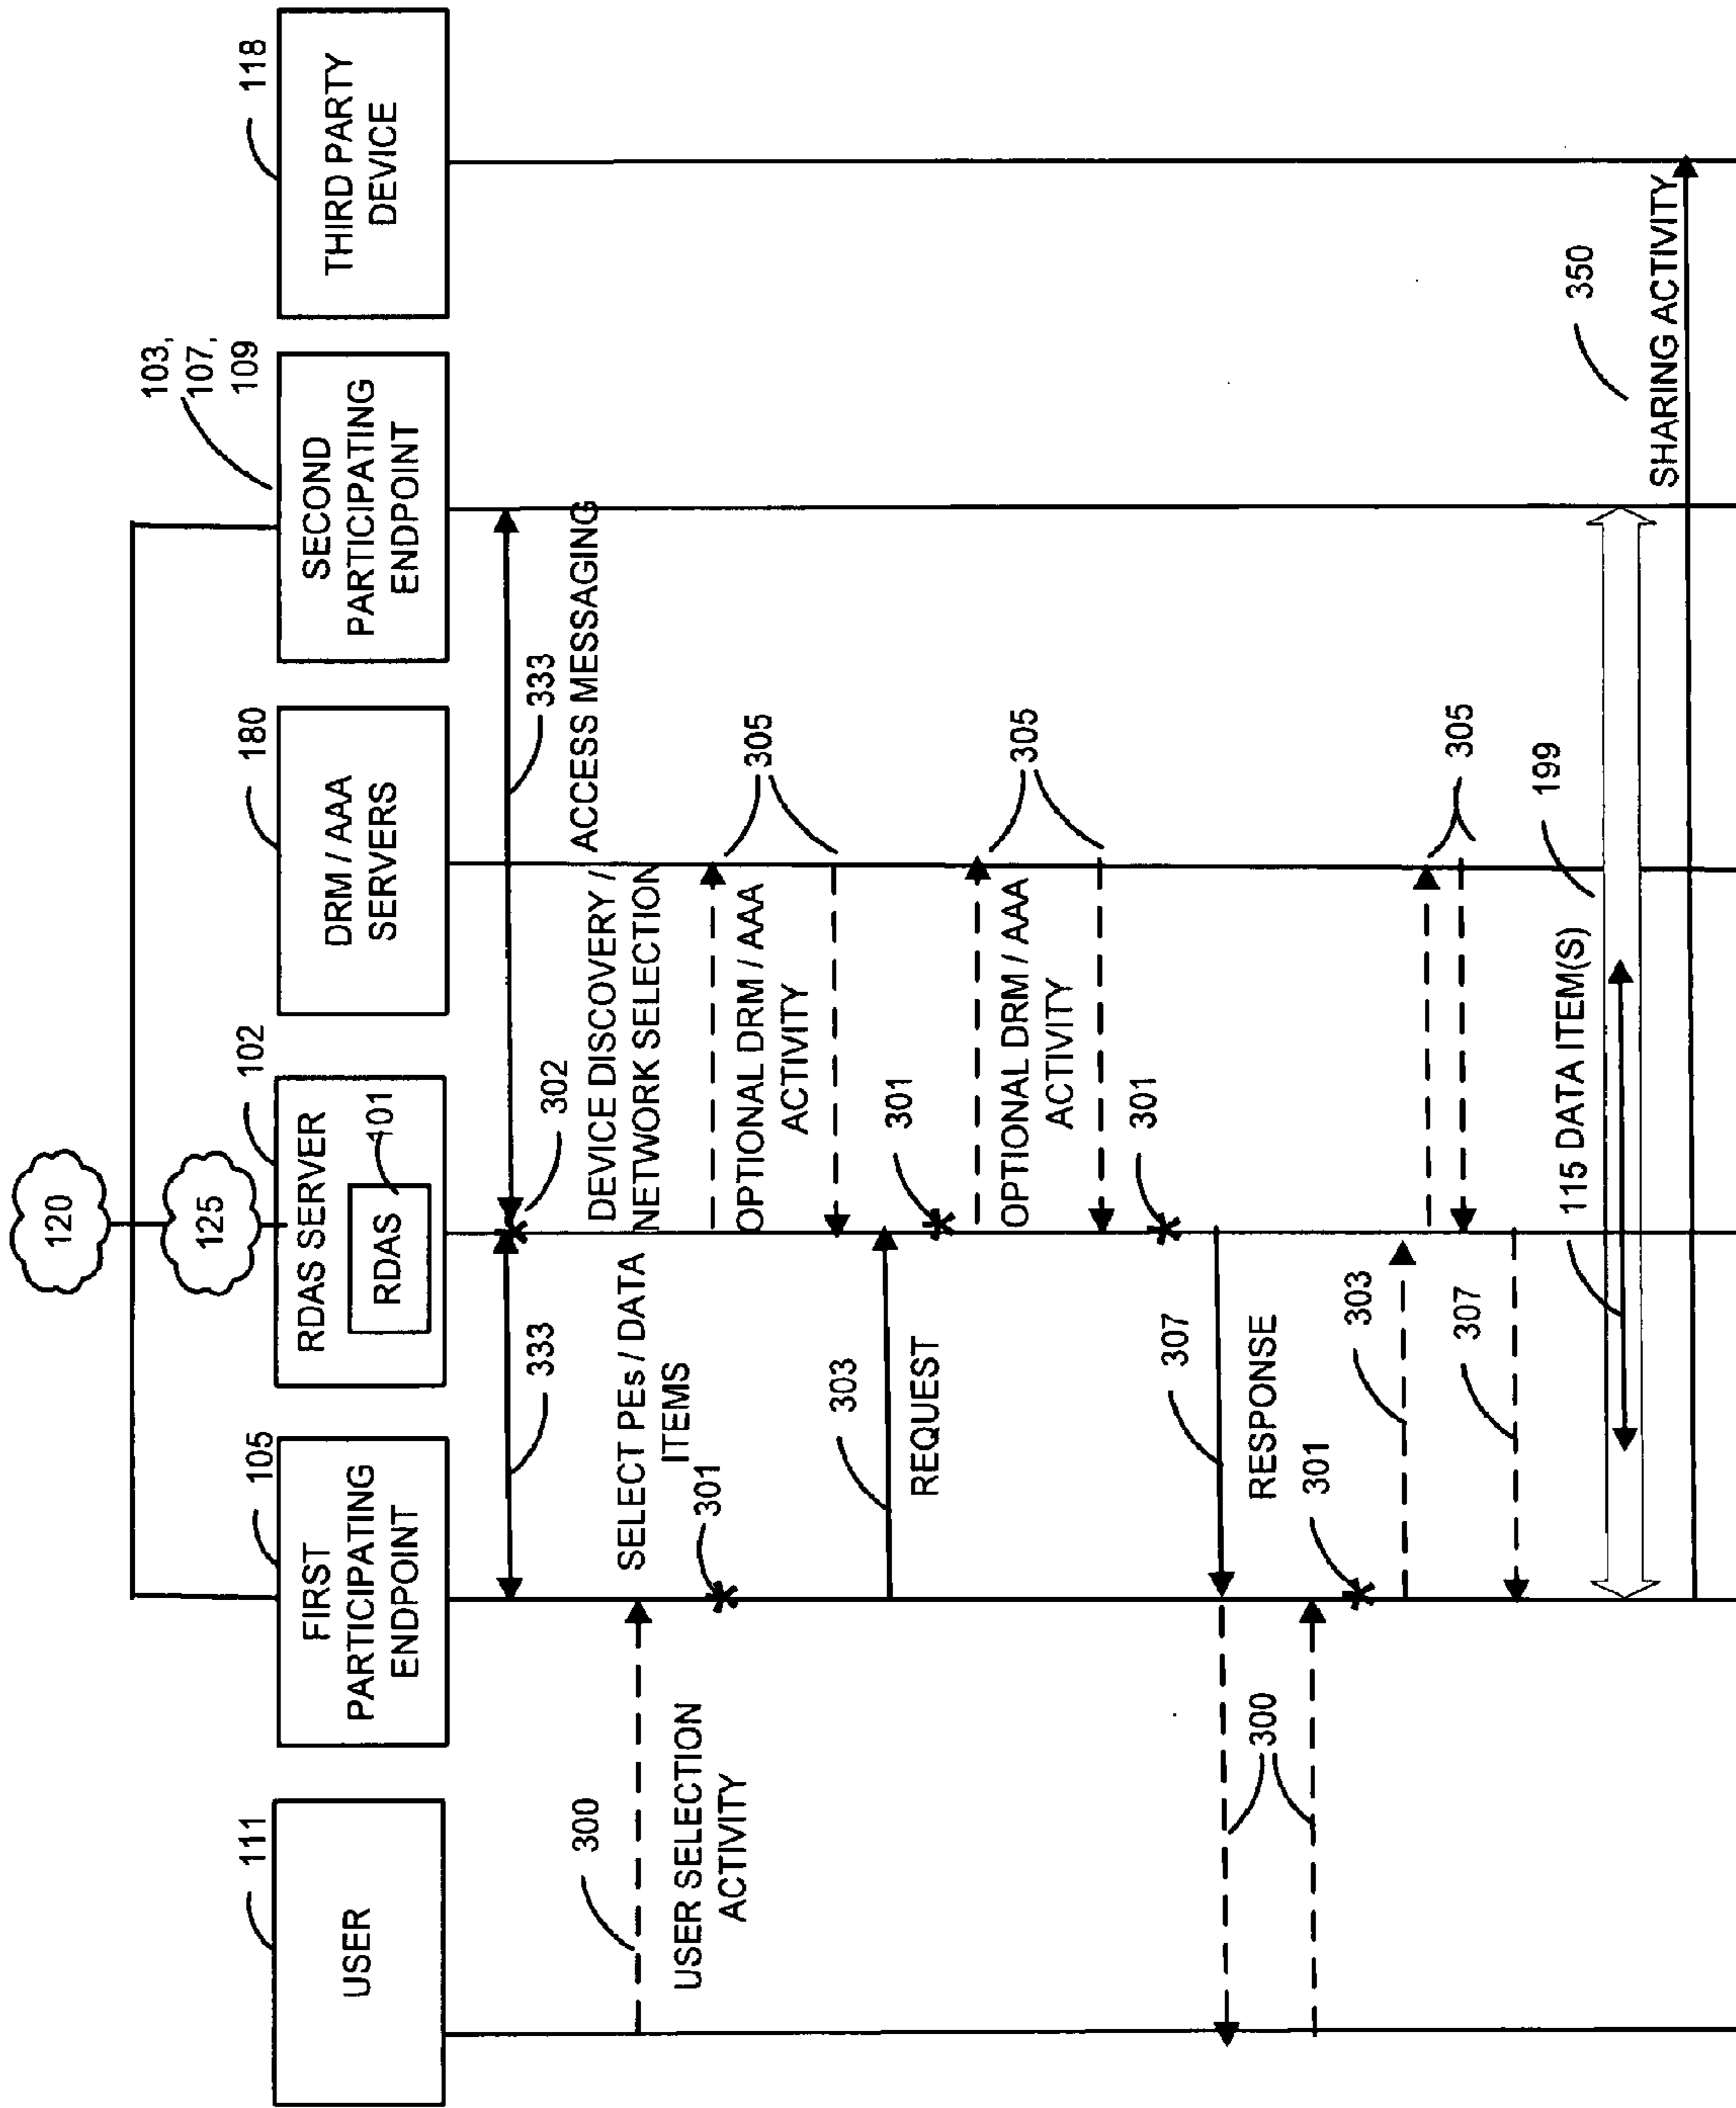 120
125
111
USER
105
FIRST
PARTICIPATING
ENDPOINT
102
RDAS SERVER
101
RDAS
180
DRM / AAA
SERVERS
103,
107,
109
SECOND
PARTICIPATING
ENDPOINT
118
THIRD PARTY
DEVICE
333
302
333
ACCESS MESSAGING
DEVICE DISCOVERY /
NETWORK SELECTION
300
USER SELECTION
ACTIVITY
SELECT PEs / DATA
ITEMS
301
305
OPTIONAL DRM / AAA
ACTIVITY
303
REQUEST
301
305
OPTIONAL DRM / AAA
ACTIVITY
301
307
RESPONSE
300
301
303
305
307
115 DATA ITEM(S)
199
350
SHARING ACTIVITY